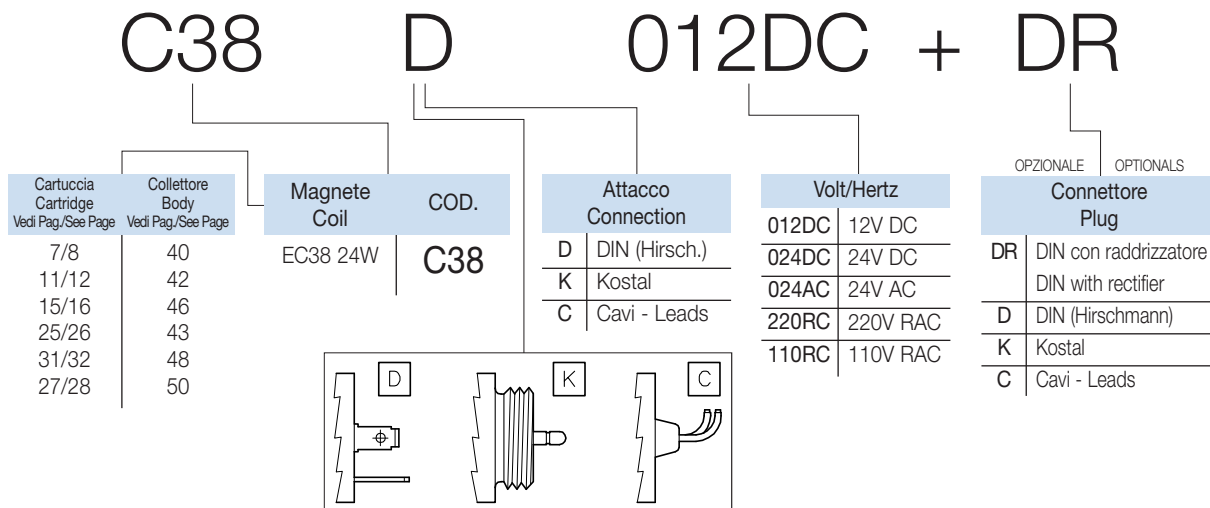 C38 D 012DC + DR
Cartuccia
Cartridge
Vedi Pag./See Page
Collettore
Body
Vedi Pag./See Page
7/8 40
11/12 42
15/16 46
25/26 43
31/32 48
27/28 50
Magnete
Coil
COD.
EC38 24W C38
Attacco
Connection
D DIN (Hirsch.)
K Kostal
C Cavi - Leads
D K C
Volt/Hertz
012DC 12V DC
024DC 24V DC
024AC 24V AC
220RC 220V RAC
110RC 110V RAC
OPZIONALE OPTIONALS
Connettore
Plug
DR DIN con raddrizzatore
DIN with rectifier
D DIN (Hirschmann)
K Kostal
C Cavi - Leads